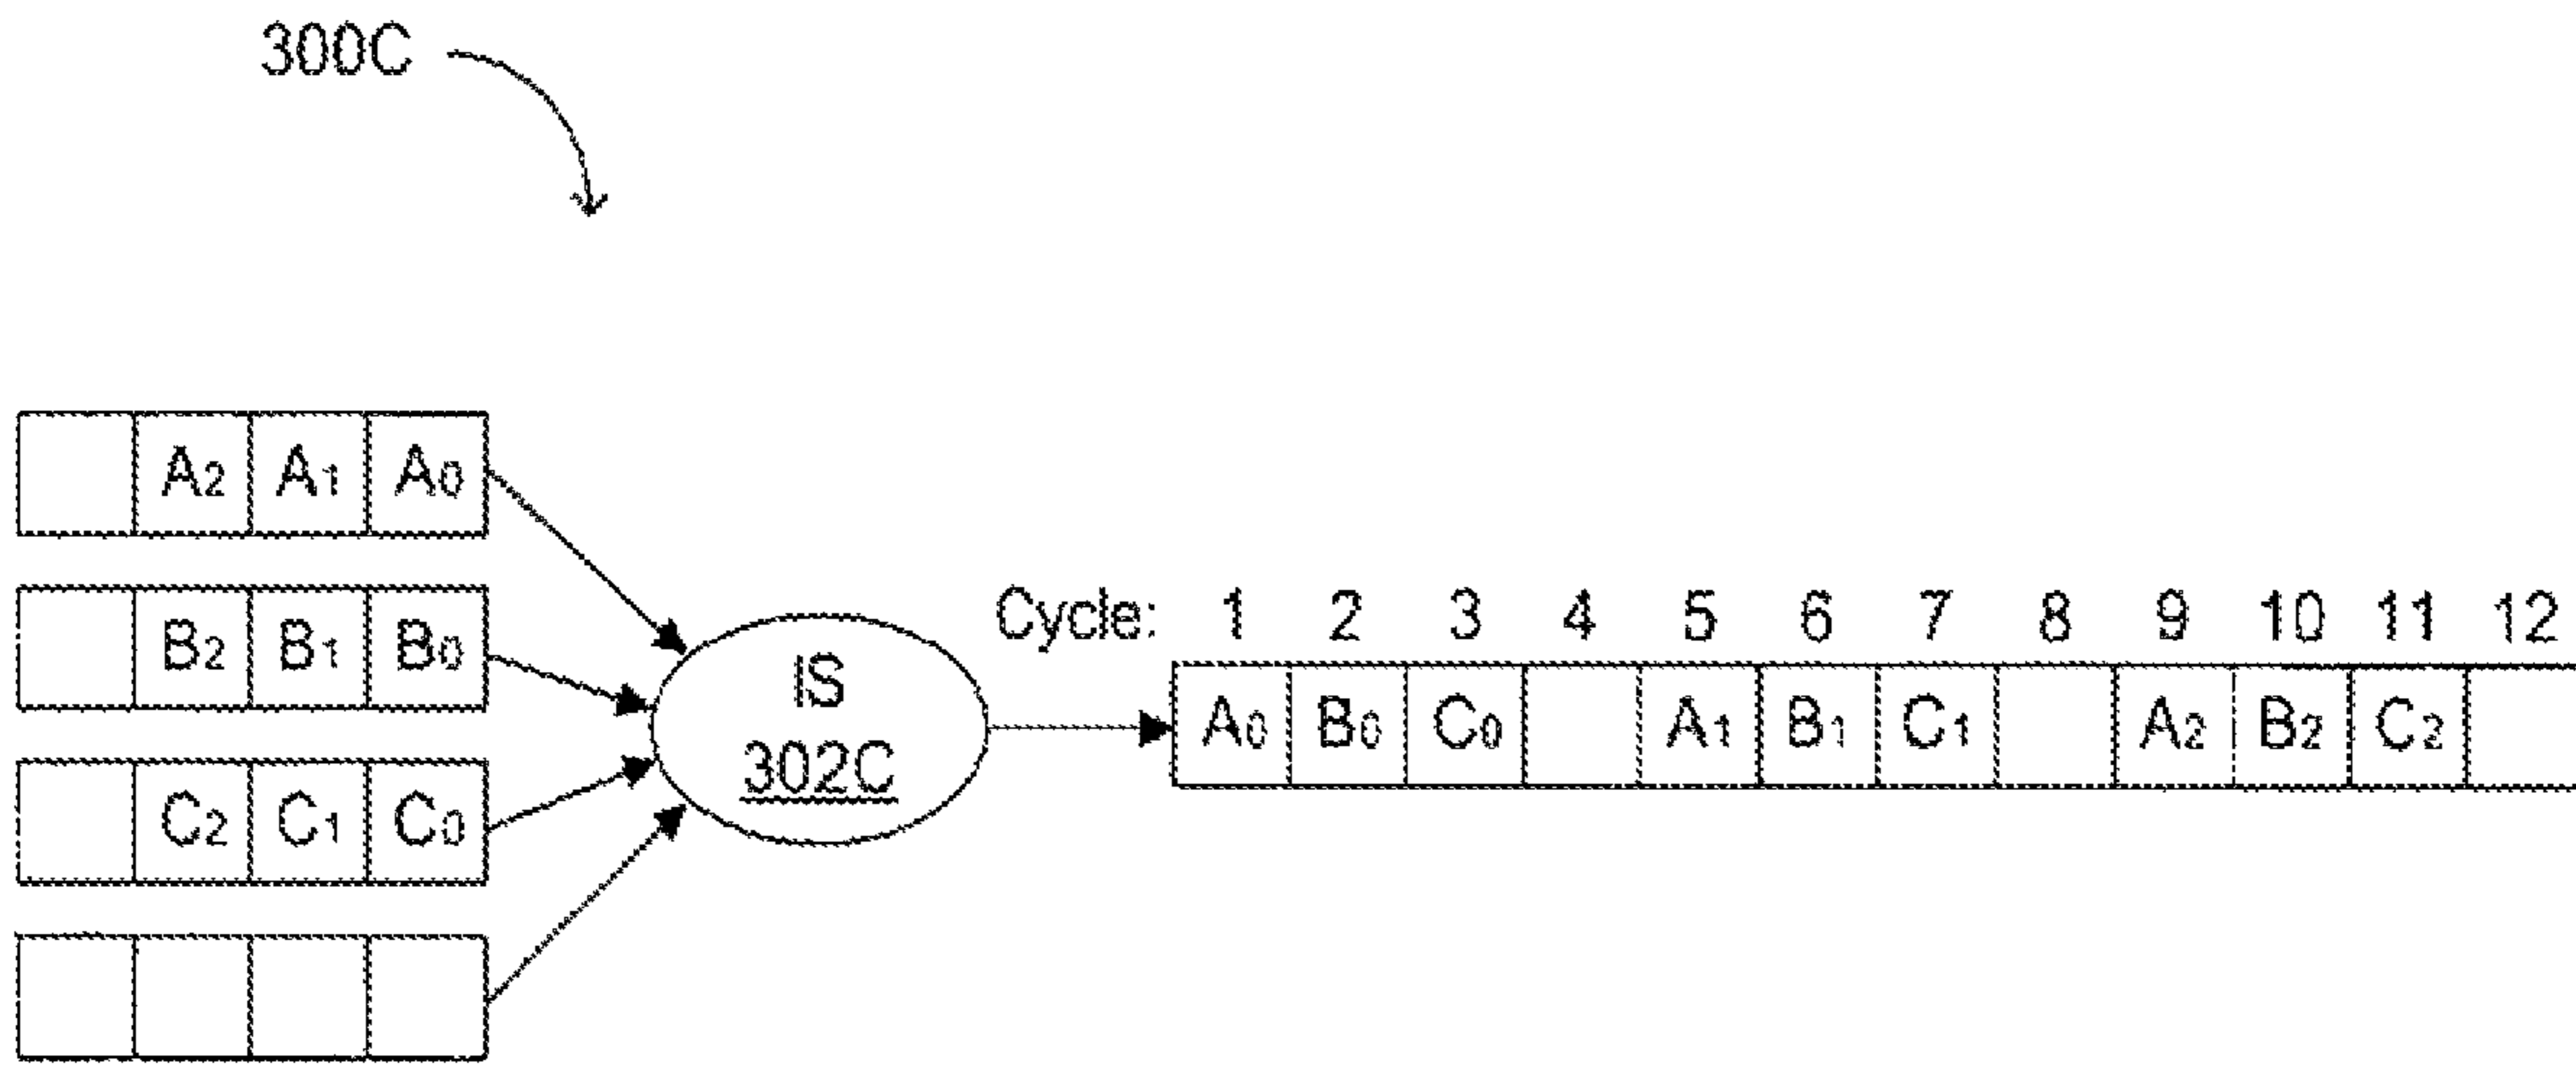 300C
A2 A1 A0
B2 B1 B0
C2 C1 C0
IS
302C
Cycle: 1 2 3 4 5 6 7 8 9 10 11 12
A0 B0 C0 A1 B1 C1 A2 B2 C2